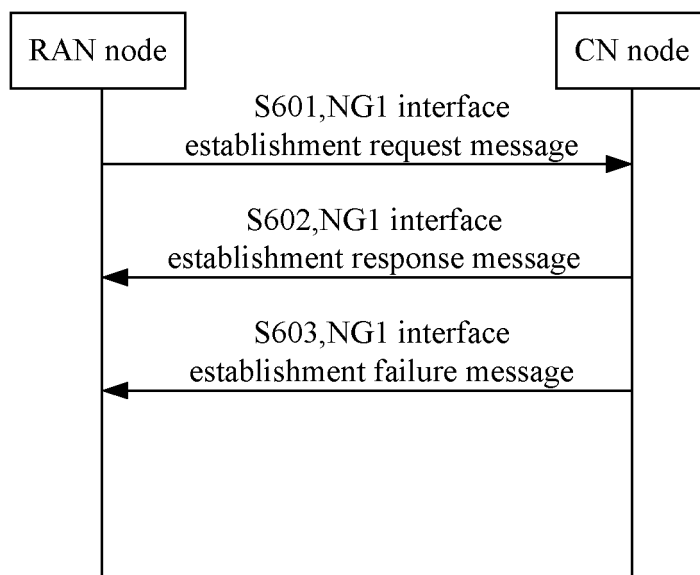 RAN node
CN node
S601,NG1 interface
establishment request message
S602,NG1 interface
establishment response message
S603,NG1 interface
establishment failure message